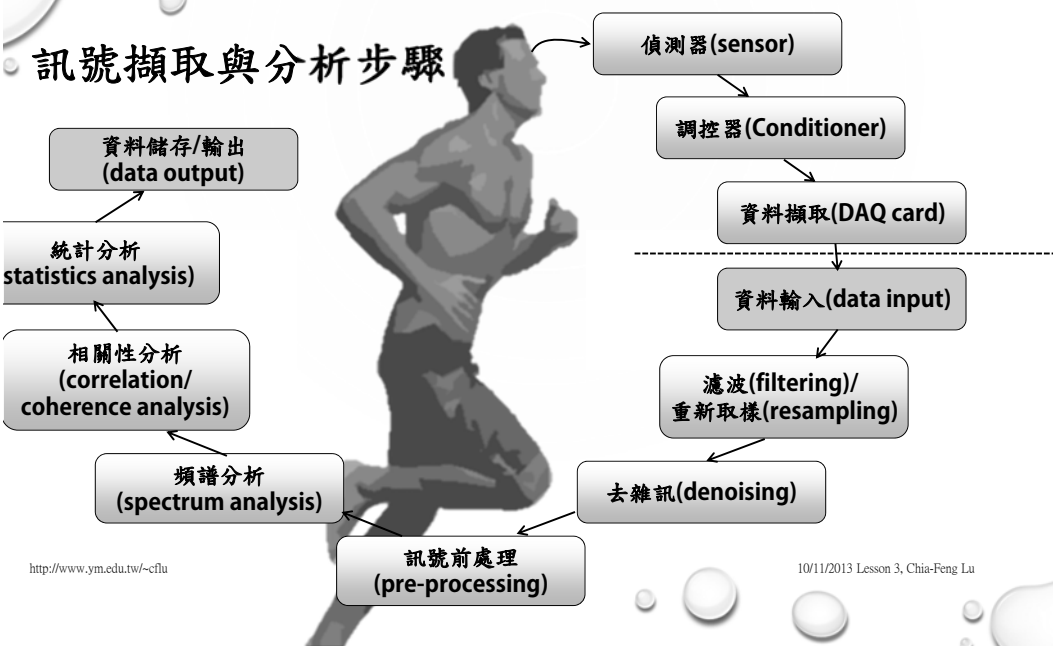 訊號擷取與分析步驟
偵測器(sensor)
調控器(Conditioner)
資料擷取(DAQ card)
資料輸入(data input)
濾波(filtering)/
重新取樣(resampling)
去雜訊(denoising)
訊號前處理
(pre-processing)
頻譜分析
(spectrum analysis)
相關性分析
(correlation/
coherence analysis)
統計分析
statistics analysis)
資料儲存/輸出
(data output)
http://www.ym.edu.tw/~cflu
10/11/2013 Lesson 3, Chia-Feng Lu